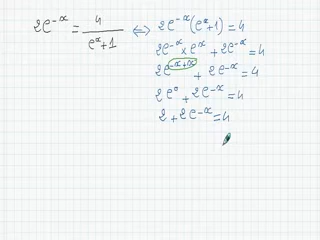 2e^{-x} = \frac{4}{e^x+1} ⇔ 2e^{-x}(e^x+1)=4
2e^{-x} × e^x + 2e^{-x} = 4
2e^{-x+x} + 2e^{-x} = 4
2e^0 + 2e^{-x} = 4
2 + 2e^{-x} = 4